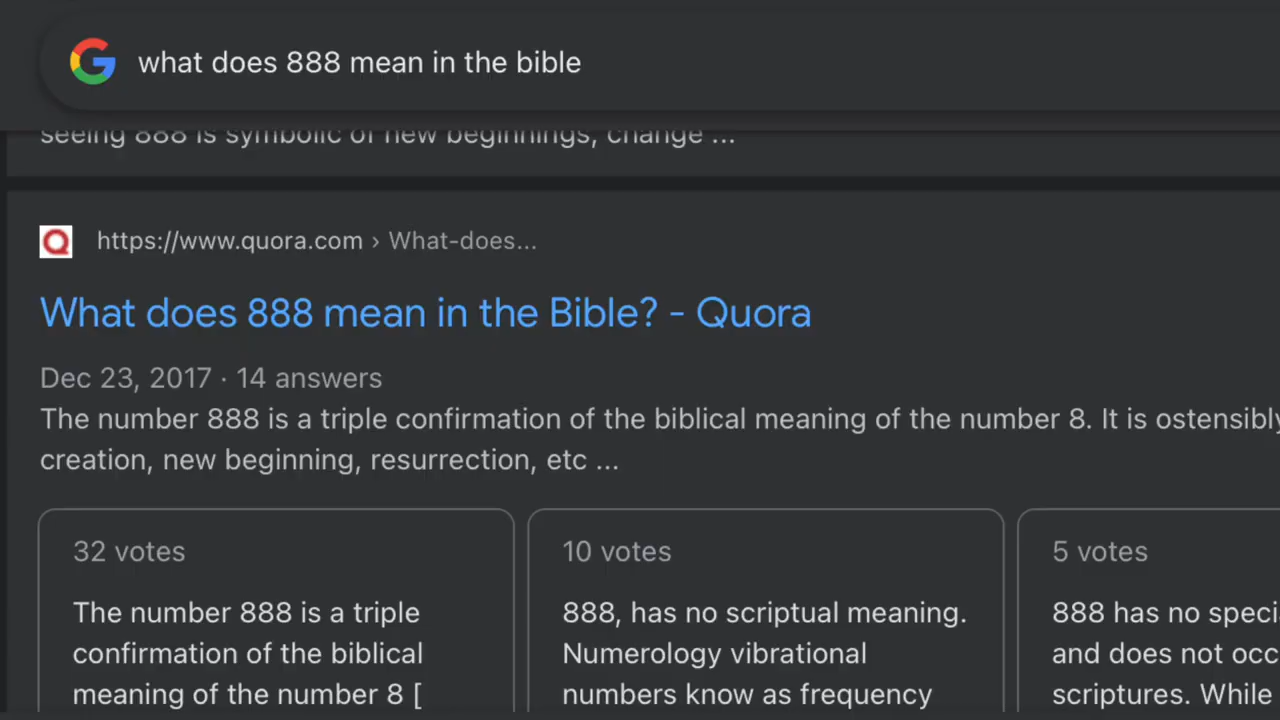 what does 888 mean in the bible
seeing 888 is symbolic of new beginnings, change ...
https://www.quora.com › What-does...
What does 888 mean in the Bible? - Quora
Dec 23, 2017 · 14 answers
The number 888 is a triple confirmation of the biblical meaning of the number 8. It is ostensibly
creation, new beginning, resurrection, etc ...
32 votes
The number 888 is a triple
confirmation of the biblical
meaning of the number 8 [
10 votes
888, has no scriptual meaning.
Numerology vibrational
numbers know as frequency
5 votes
888 has no speci
and does not occ
scriptures. While